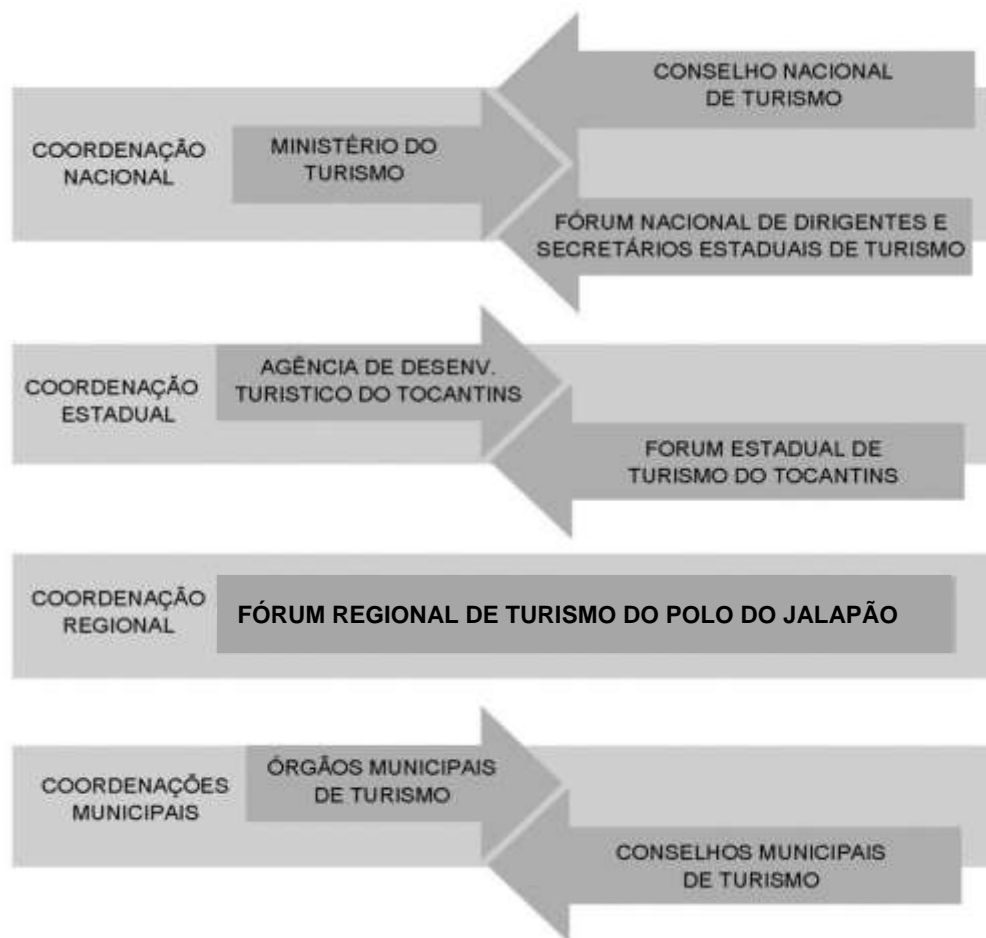 CONSELHO NACIONAL
DE TURISMO
COORDENAÇÃO
NACIONAL
MINISTÉRIO DO
TURISMO
FÓRUM NACIONAL DE DIRIGENTES E
SECRETÁRIOS ESTADUAIS DE TURISMO
COORDENAÇÃO
ESTADUAL
AGÊNCIA DE DESENV.
TURISTICO DO TOCANTINS
FORUM ESTADUAL DE
TURISMO DO TOCANTINS
COORDENAÇÃO
REGIONAL
FÓRUM REGIONAL DE TURISMO DO POLO DO JALAPÃO
COORDENAÇÕES
MUNICIPAIS
ÓRGÃOS MUNICIPAIS
DE TURISMO
CONSELHOS MUNICIPAIS
DE TURISMO